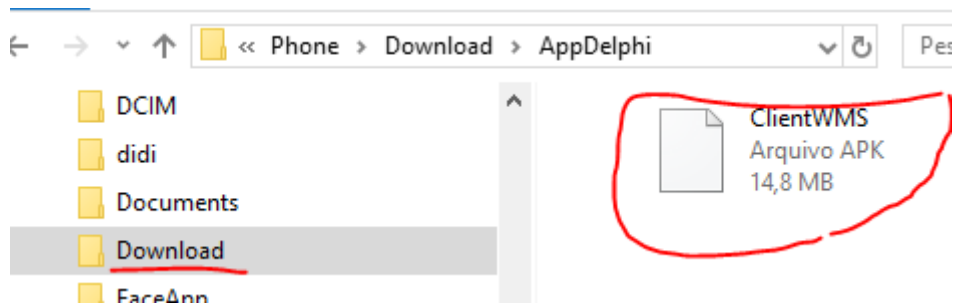 « Phone > Download > AppDelphi
Pes
DCIM
didi
Documents
Download
FaceApp
ClientWMS
Arquivo APK
14,8 MB